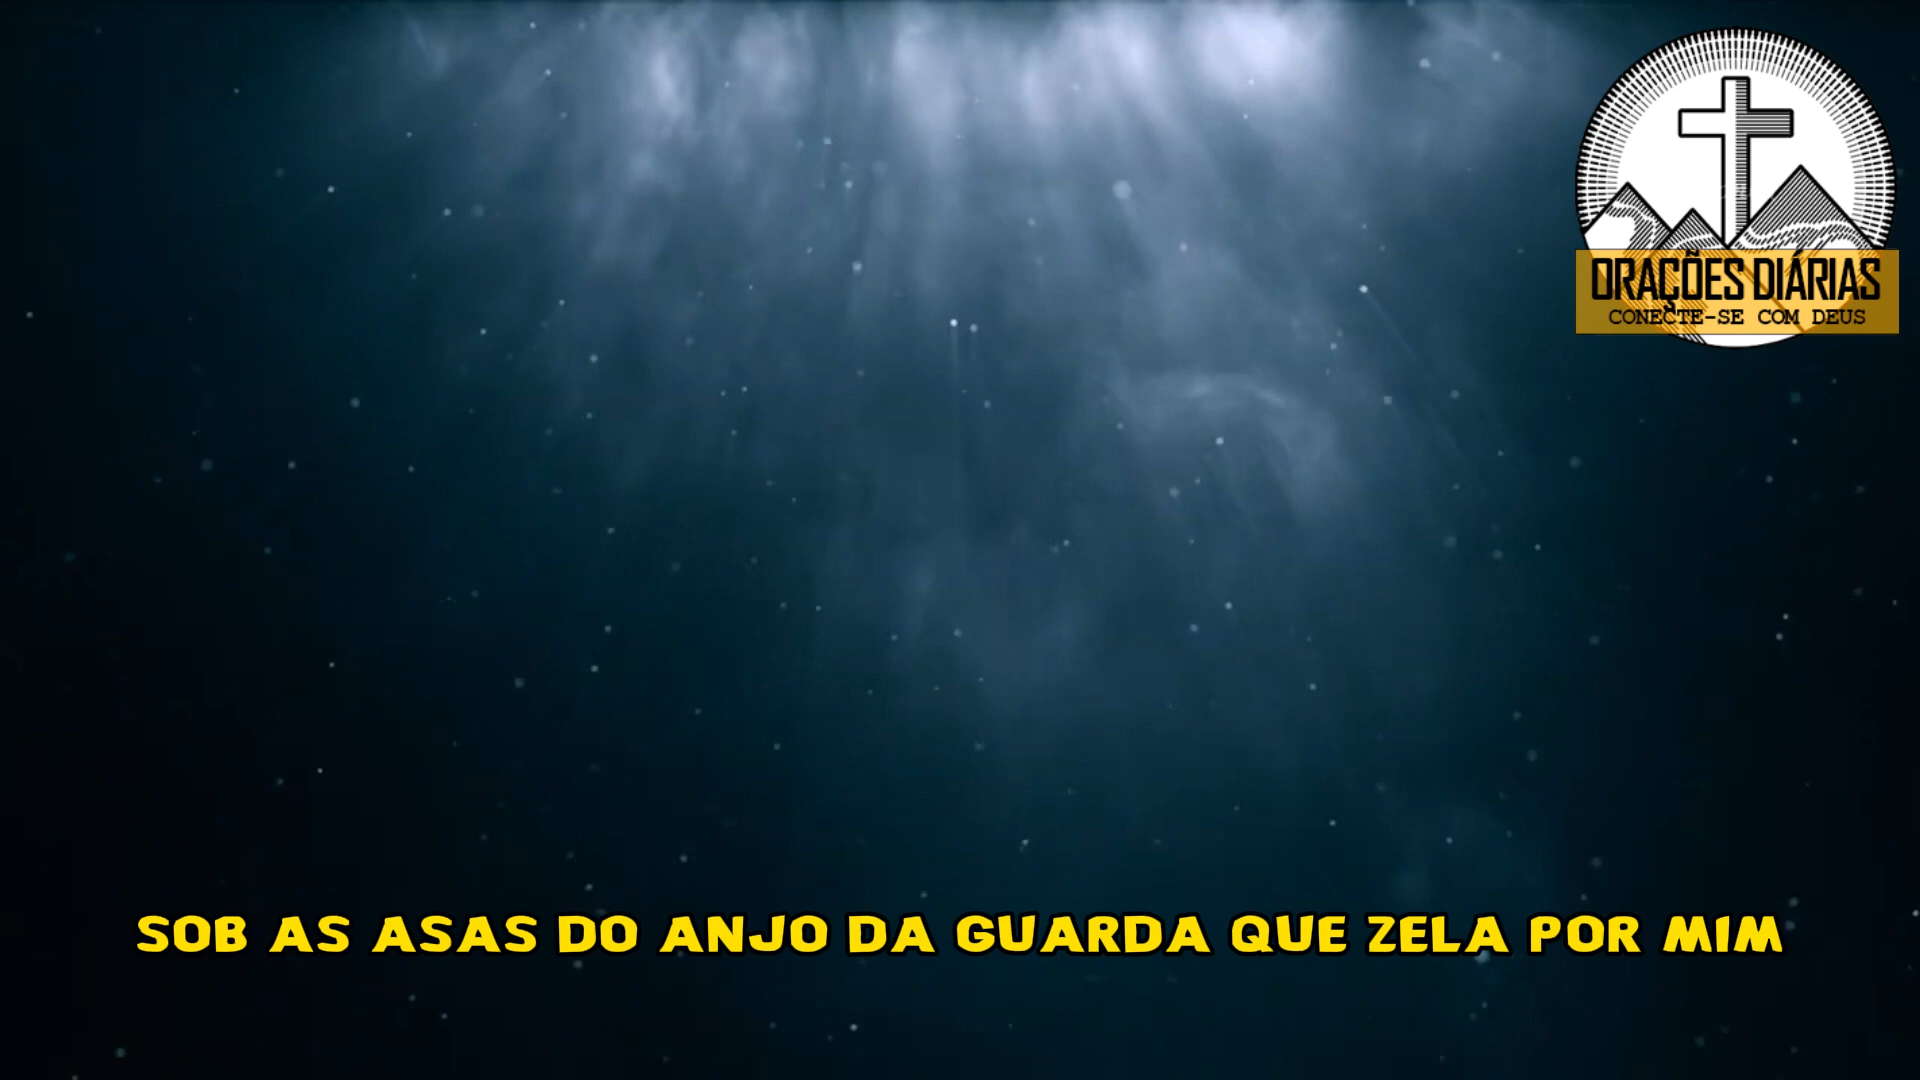 ORAÇÕES DIÁRIAS
CONECTE-SE COM DEUS
SOB AS ASAS DO ANJO DA GUARDA QUE ZELA POR MIM